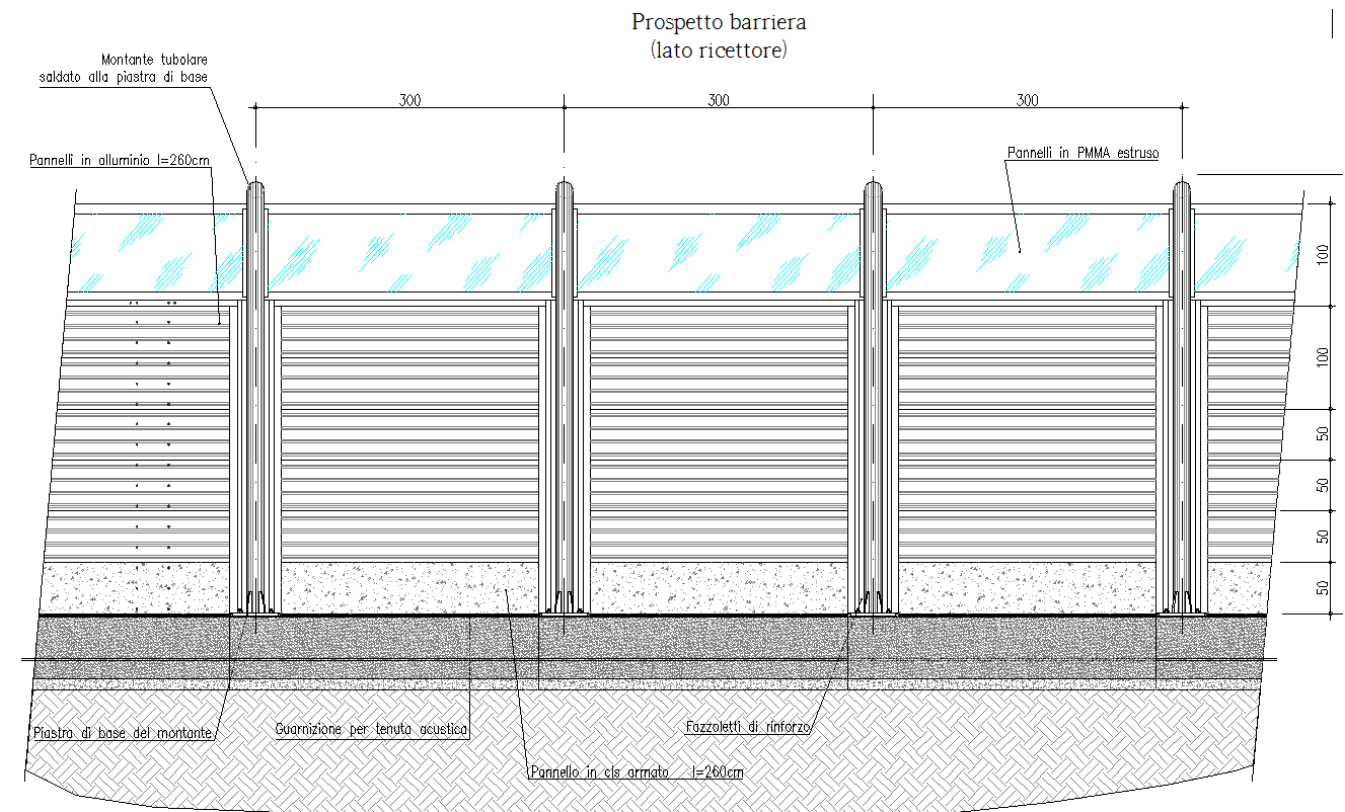 Prospetto barriera
(lato ricettore)
Montante tubolare
saldato alla piastra di base
300
300
300
Pannelli in alluminio l=260cm
Pannelli in PMMA estruso
100
100
50
50
50
50
Piastra di base del montante
Guarnizione per tenuta acustica
Fazzoletti di rinforzo
Pannello in cls armato l=260cm